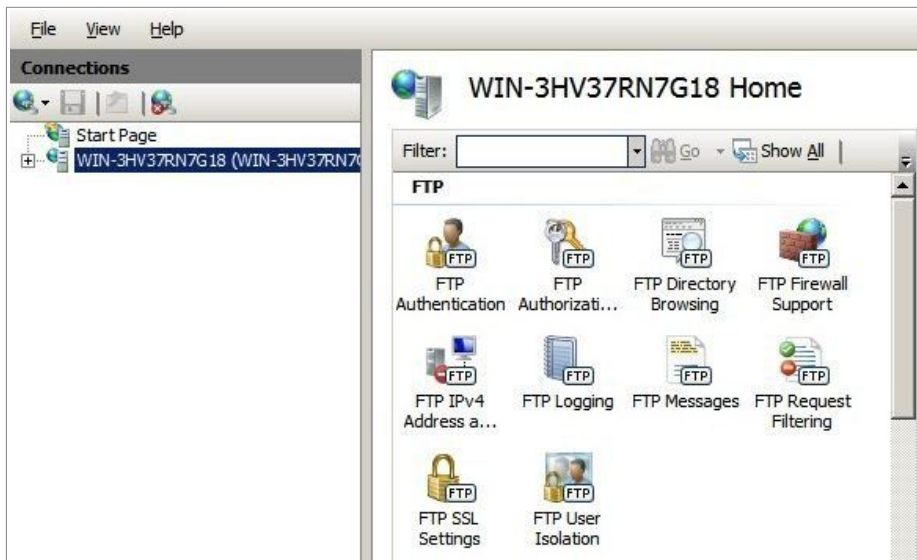 File View Help
Connections
Start Page
WIN-3HV37RN7G18 (WIN-3HV37RN7
WIN-3HV37RN7G18 Home
Filter: Go Show All
FTP
FTP Authentication
FTP Authorizati...
FTP Directory Browsing
FTP Firewall Support
FTP IPv4 Address a...
FTP Logging
FTP Messages
FTP Request Filtering
FTP SSL Settings
FTP User Isolation